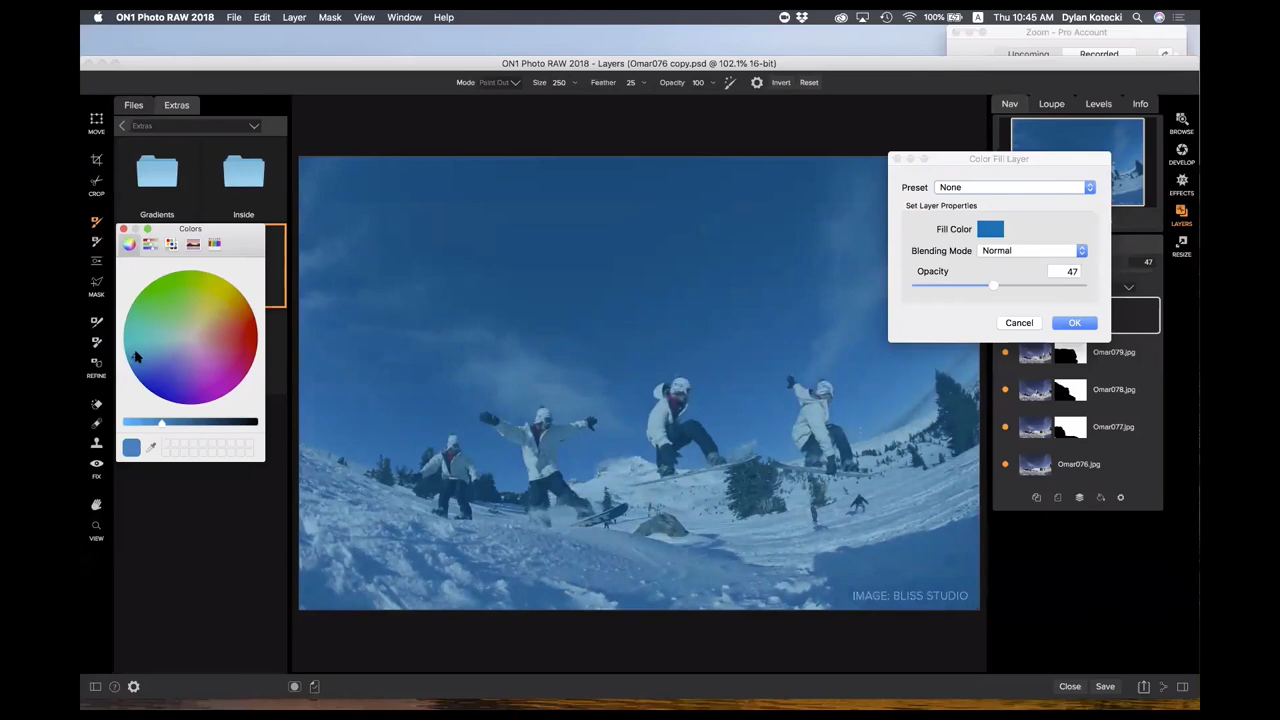 ON1 Photo RAW 2018 File Edit Layer Mask View Window Help 100% A Thu 10:45 AM Dylan Kotecki
Zoom - Pro Account
Upcoming Recorded
ON1 Photo RAW 2018 - Layers (Omar076 copy.psd @ 102.1% 16-bit)
Mode Paint Out Size 250 Feather 25 Opacity 100 Invert Reset
Files Extras
Nav Loupe Levels Info
Extras
MOVE
BROWSE
DEVELOP
Color Fill Layer
CROP
EFFECTS
Preset None
Set Layer Properties
Gradients Inside
LAYERS
Colors
Fill Color
Blending Mode Normal
RESIZE
47
Opacity 47
MASK
Cancel OK
Omar079.jpg
REFINE
Omar078.jpg
Omar077.jpg
Omar076.jpg
FIX
VIEW
IMAGE: BLISS STUDIO
Close Save